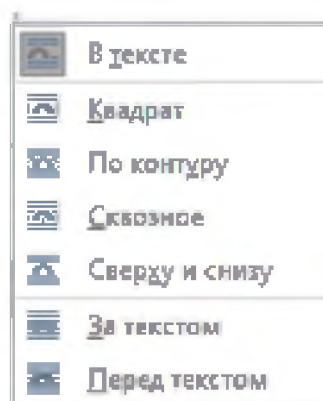 В тексте
Квадрат
По контуру
Сквозное
Сверху и снизу
За текстом
Перед текстом